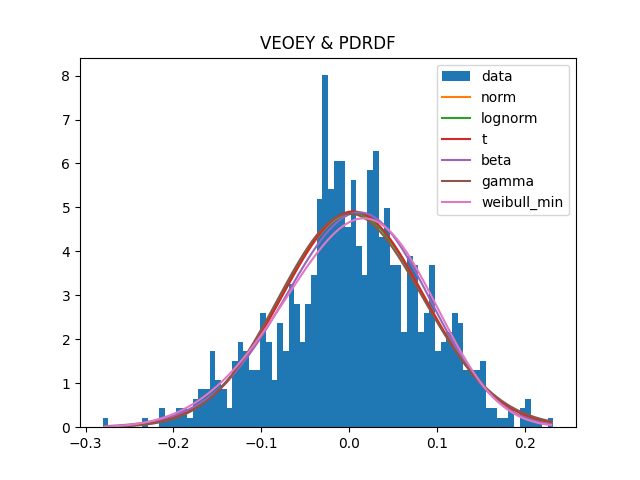 VEOEY & PDRDF
8
7
6
5
4
3
2
1
0
−0.3
−0.2
−0.1
0.0
0.1
0.2
data
norm
lognorm
t
beta
gamma
weibull_min